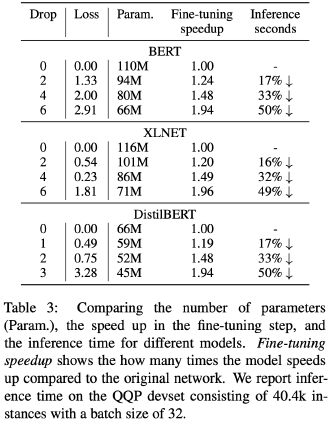 Drop Loss Param. Fine-tuning Inference
speedup seconds
BERT
0 0.00 110M 1.00 -
2 1.33 94M 1.24 17% ↓
4 2.00 80M 1.48 33% ↓
6 2.91 66M 1.94 50% ↓
XLNET
0 0.00 116M 1.00 -
2 0.54 101M 1.20 16% ↓
4 0.23 86M 1.49 32% ↓
6 1.81 71M 1.96 49% ↓
DistilBERT
0 0.00 66M 1.00 -
1 0.49 59M 1.19 17% ↓
2 0.75 52M 1.48 33% ↓
3 3.28 45M 1.94 50% ↓
Table 3: Comparing the number of parameters
(Param.), the speed up in the fine-tuning step, and
the inference time for different models. Fine-tuning
speedup shows the how many times the model speeds
up compared to the original network. We report infer-
ence time on the QQP devset consisting of 40.4k in-
stances with a batch size of 32.